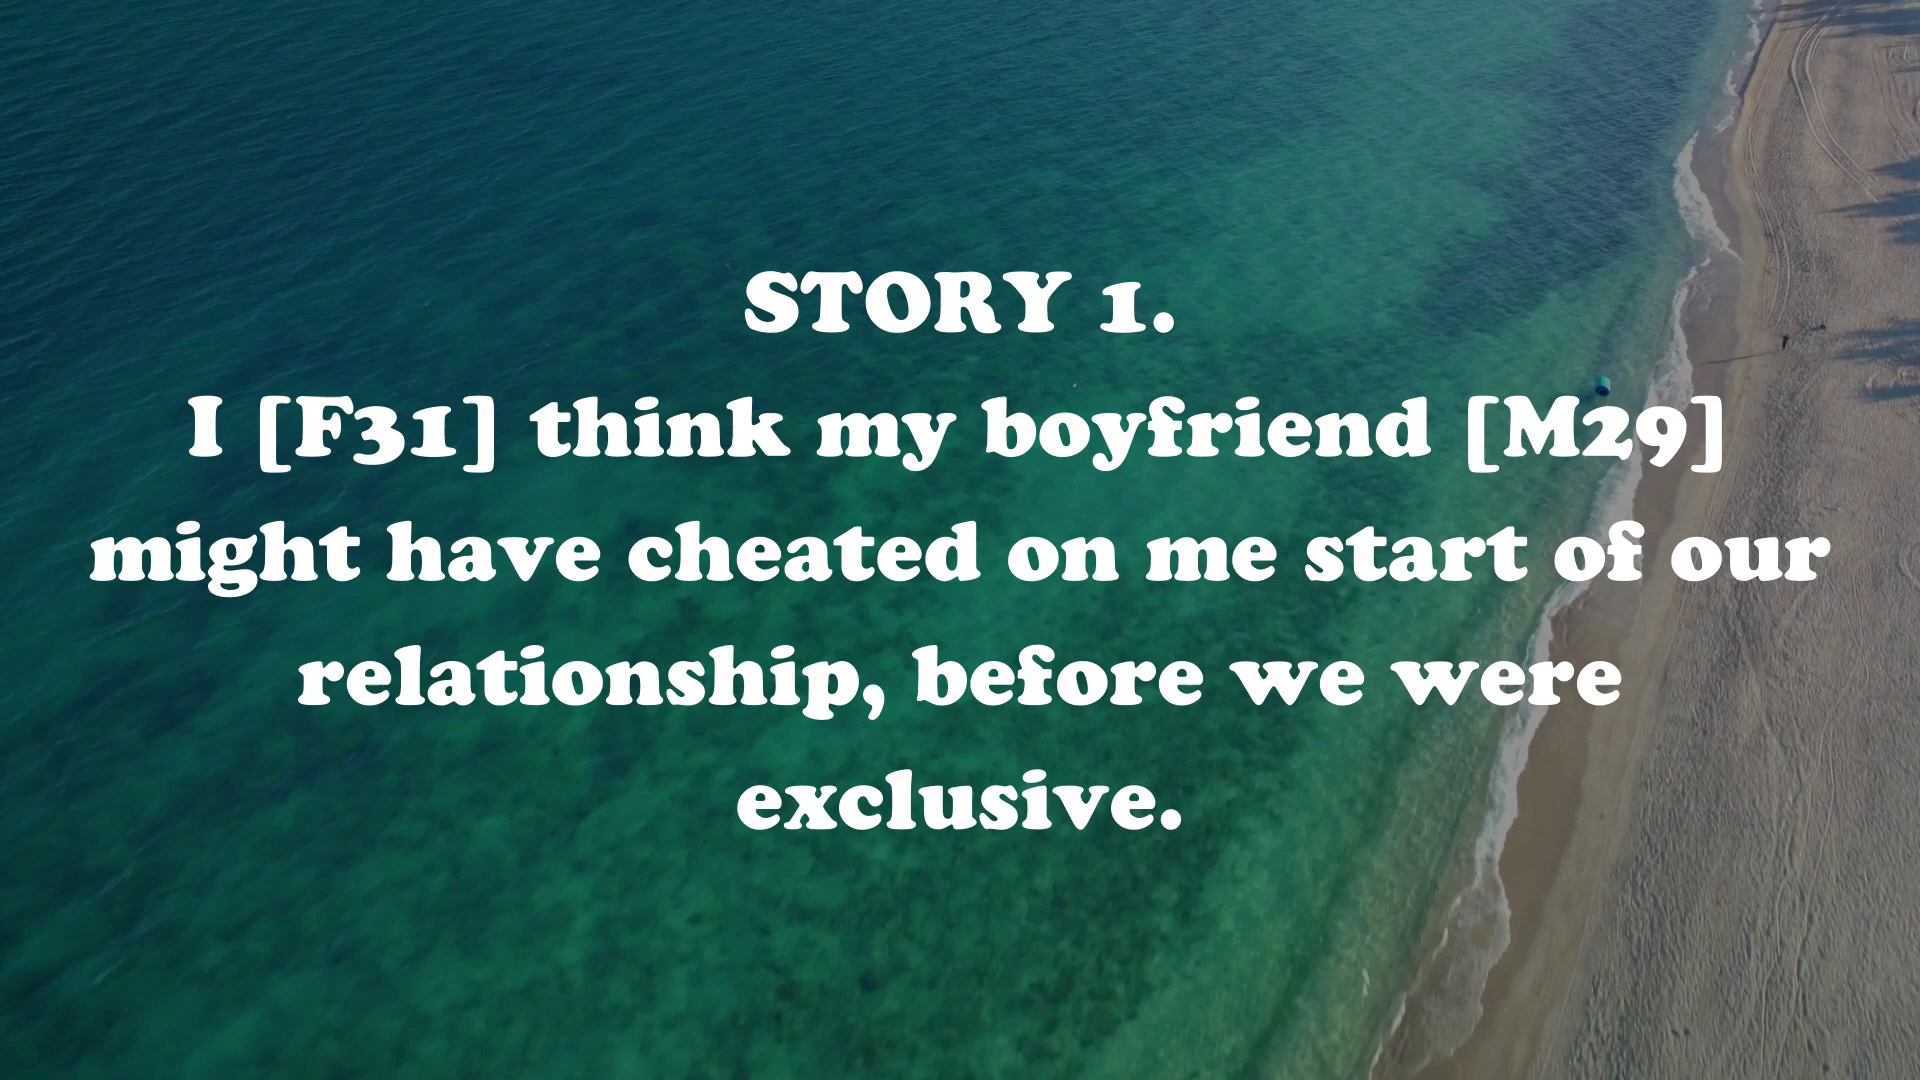 STORY 1.
I [F31] think my boyfriend [M29]
might have cheated on me start of our
relationship, before we were
exclusive.